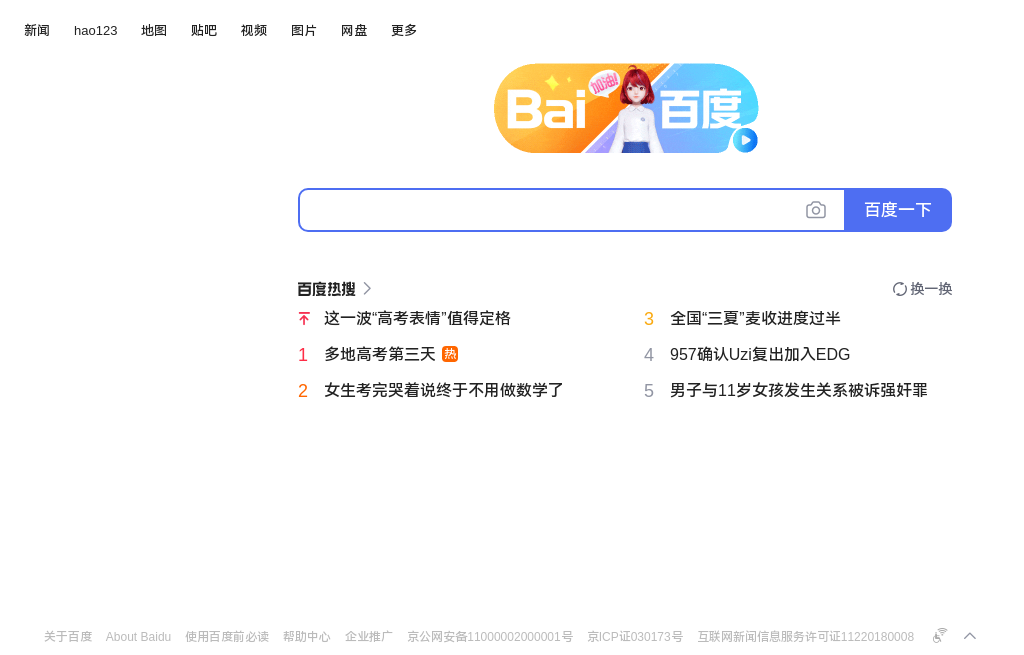 新闻 hao123 地图 贴吧 视频 图片 网盘 更多
Bai 加油! 百度
百度一下
百度热搜 换一换
这一波“高考表情”值得定格
1 多地高考第三天 热
2 女生考完哭着说终于不用做数学了
3 全国“三夏”麦收进度过半
4 957确认Uzi复出加入EDG
5 男子与11岁女孩发生关系被诉强奸罪
关于百度 About Baidu 使用百度前必读 帮助中心 企业推广 京公网安备11000002000001号 京ICP证030173号 互联网新闻信息服务许可证11220180008